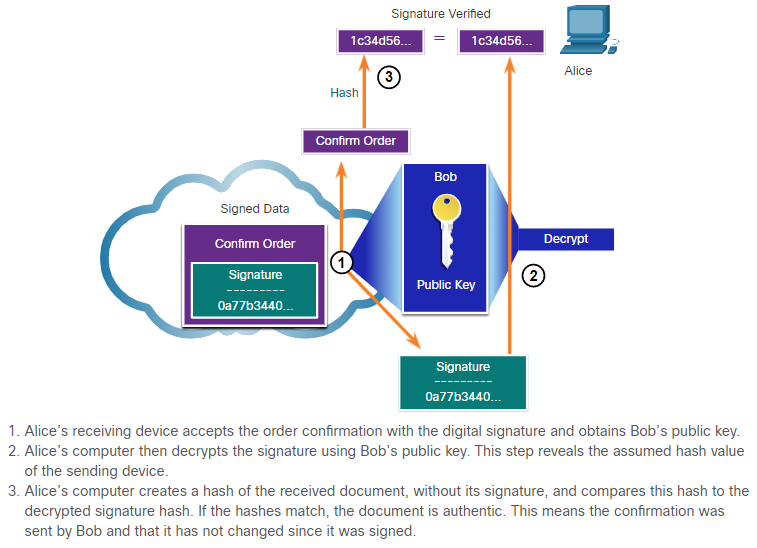 Signature Verified
1c34d56... = 1c34d56...
Alice
3
Hash
Confirm Order
Bob
Signed Data
Confirm Order
Decrypt
Signature
---------
0a77b3440...
1
2
Public Key
Signature
---------
0a77b3440...
1. Alice’s receiving device accepts the order confirmation with the digital signature and obtains Bob’s public key.
2. Alice’s computer then decrypts the signature using Bob’s public key. This step reveals the assumed hash value
of the sending device.
3. Alice’s computer creates a hash of the received document, without its signature, and compares this hash to the
decrypted signature hash. If the hashes match, the document is authentic. This means the confirmation was
sent by Bob and that it has not changed since it was signed.